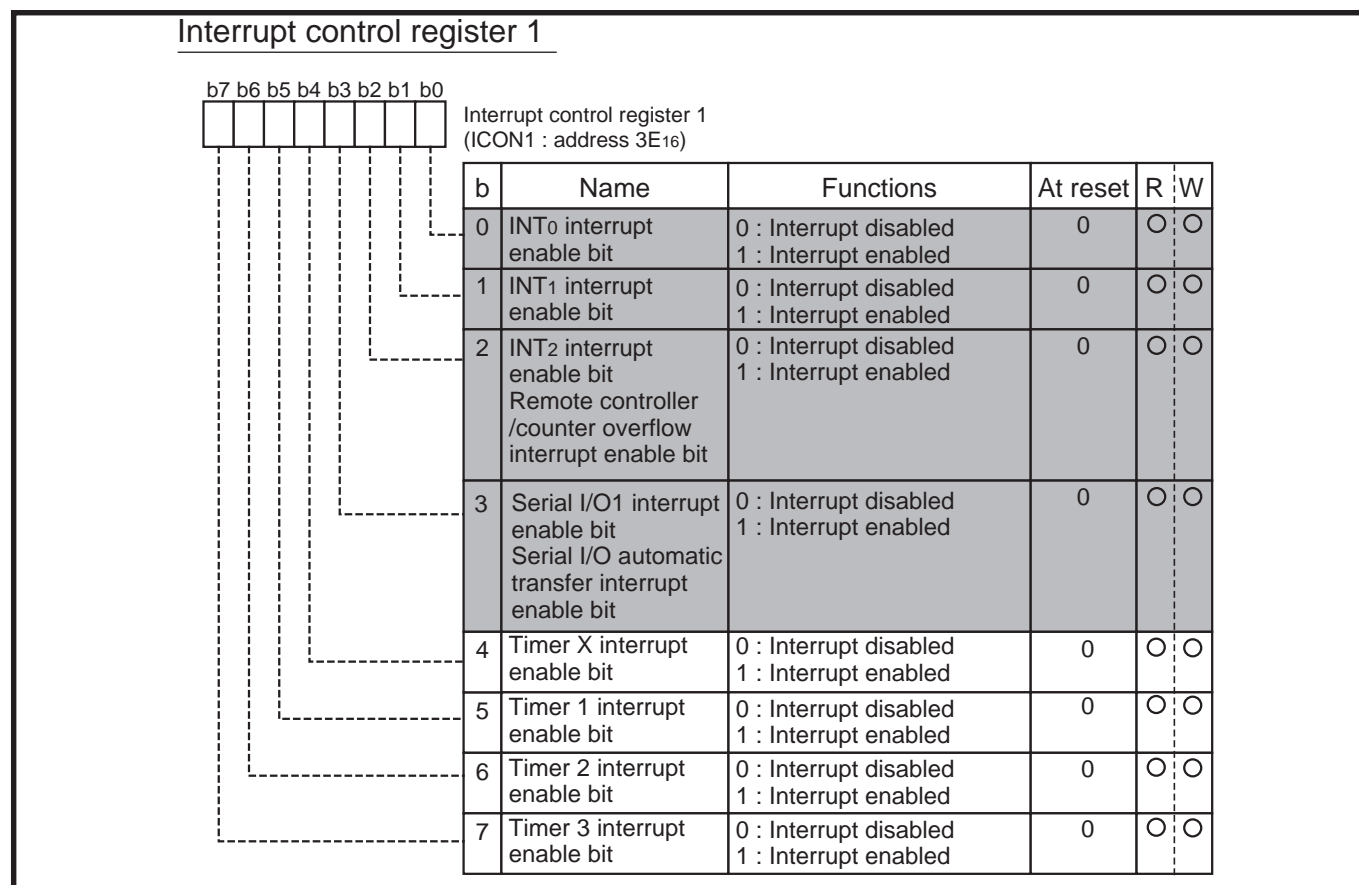 Interrupt control register 1
b7 b6 b5 b4 b3 b2 b1 b0
Interrupt control register 1
(ICON1 : address 3E16)
b Name Functions At reset R W
0 INT0 interrupt 0 : Interrupt disabled 0 O O
enable bit 1 : Interrupt enabled
1 INT1 interrupt 0 : Interrupt disabled 0 O O
enable bit 1 : Interrupt enabled
2 INT2 interrupt 0 : Interrupt disabled 0 O O
enable bit 1 : Interrupt enabled
Remote controller
/counter overflow
interrupt enable bit
3 Serial I/O1 interrupt 0 : Interrupt disabled 0 O O
enable bit 1 : Interrupt enabled
Serial I/O automatic
transfer interrupt
enable bit
4 Timer X interrupt 0 : Interrupt disabled 0 O O
enable bit 1 : Interrupt enabled
5 Timer 1 interrupt 0 : Interrupt disabled 0 O O
enable bit 1 : Interrupt enabled
6 Timer 2 interrupt 0 : Interrupt disabled 0 O O
enable bit 1 : Interrupt enabled
7 Timer 3 interrupt 0 : Interrupt disabled 0 O O
enable bit 1 : Interrupt enabled